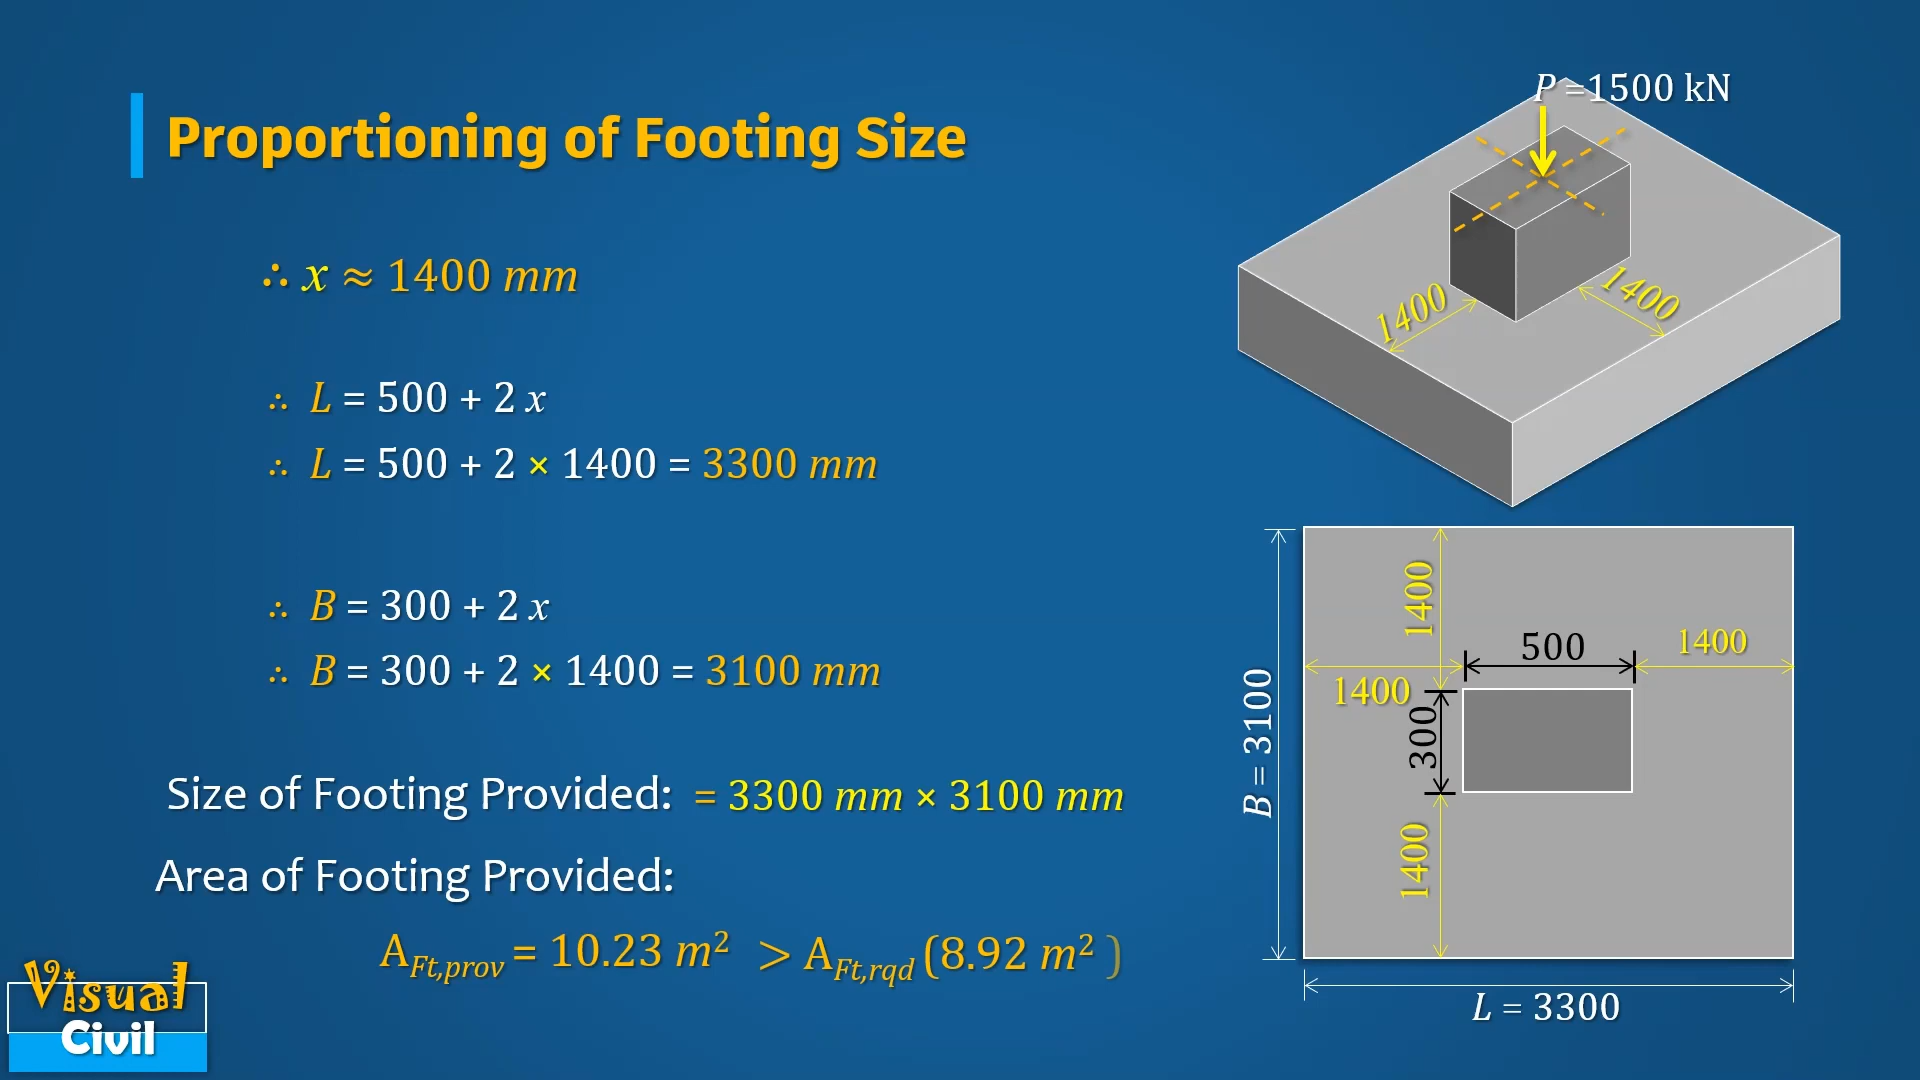 Proportioning of Footing Size
∴ x ≈ 1400 mm
∴ L = 500 + 2 x
∴ L = 500 + 2 × 1400 = 3300 mm
∴ B = 300 + 2 x
∴ B = 300 + 2 × 1400 = 3100 mm
Size of Footing Provided: = 3300 mm × 3100 mm
Area of Footing Provided:
A_Ft,prov = 10.23 m² > A_Ft,rqd (8.92 m² )
P =1500 kN
1400
1400
1400
500
1400
1400
300
B = 3100
1400
L = 3300
Visual
Civil